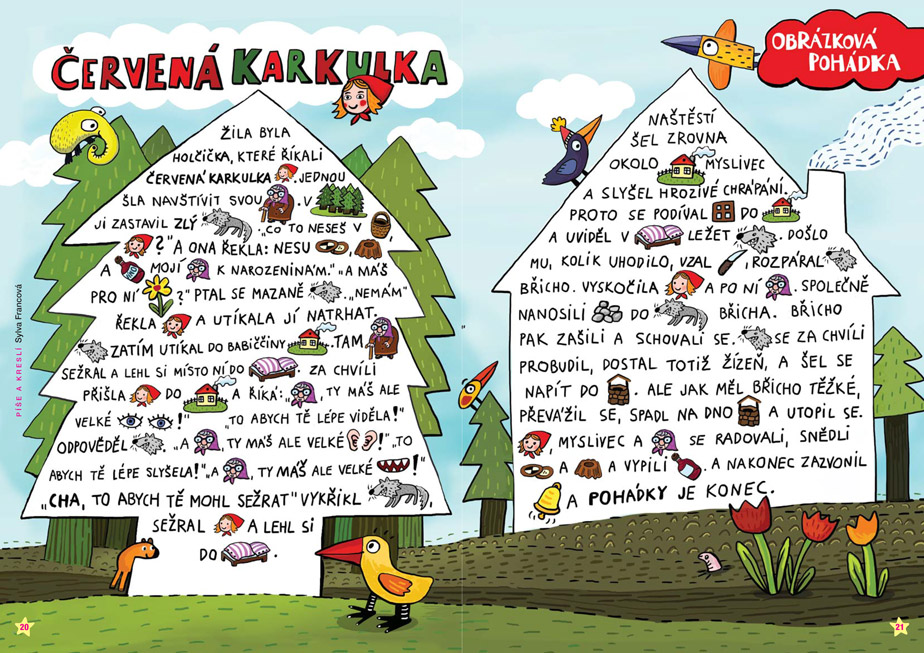 ČERVENÁ KARKULKA
ŽILA BYLA
HOLČIČKA, KTERÉ ŘÍKALI
ČERVENÁ KARKULKA . JEDNOU
ŠLA NAVŠTÍVIT SVOU . V
JI ZASTAVIL ZLÝ . „CO TO NESEŠ V
?" A ONA ŘEKLA: NESU , ,
A MOJÍ K NAROZENINÁM." „A MÁŠ
PRO NÍ ?" PTAL SE MAZANĚ . „NEMÁM"
ŘEKLA A UTÍKALA JÍ NATRHAT.
ZATÍM UTÍKAL DO BABIČČINY . TAM
SEŽRAL A LEHL SI MÍSTO NÍ DO . ZA CHVÍLI
PŘIŠLA DO A ŘÍKÁ: „ , TY MÁŠ ALE
VELKÉ !" „TO ABYCH TĚ LÉPE VIDĚLA!"
ODPOVĚDĚL . „A , TY MÁŠ ALE VELKÉ !" „TO
ABYCH TĚ LÉPE SLYŠELA!" „A , TY MÁŠ ALE VELKÉ !"
„CHA, TO ABYCH TĚ MOHL SEŽRAT" VYKŘIKL ,
SEŽRAL A LEHL SI
DO .
PÍŠE A KRESLÍ Sylva Francová
20
OBRÁZKOVÁ
POHÁDKA
NAŠTĚSTÍ
ŠEL ZROVNA
OKOLO MYSLIVEC
A SLYŠEL HROZIVÉ CHRÁPÁNÍ.
PROTO SE PODÍVAL DO
A UVIDĚL V LEŽET . DOŠLO
MU, KOLIK UHODILO, VZAL , ROZPÁRAL
BŘICHO. VYSKOČILA A PO NÍ . SPOLEČNĚ
NANOSILI DO BŘICHA. BŘICHO
PAK ZAŠILI A SCHOVALI SE. SE ZA CHVÍLI
PROBUDIL, DOSTAL TOTIŽ ŽÍZEŇ, A ŠEL SE
NAPÍT DO . ALE JAK MĚL BŘICHO TĚŽKÉ,
PŘEVÁŽIL SE, SPADL NA DNO A UTOPIL SE.
, MYSLIVEC A SE RADOVALI, SNĚDLI
A A VYPILI . A NAKONEC ZAZVONIL
A POHÁDKY JE KONEC.
21